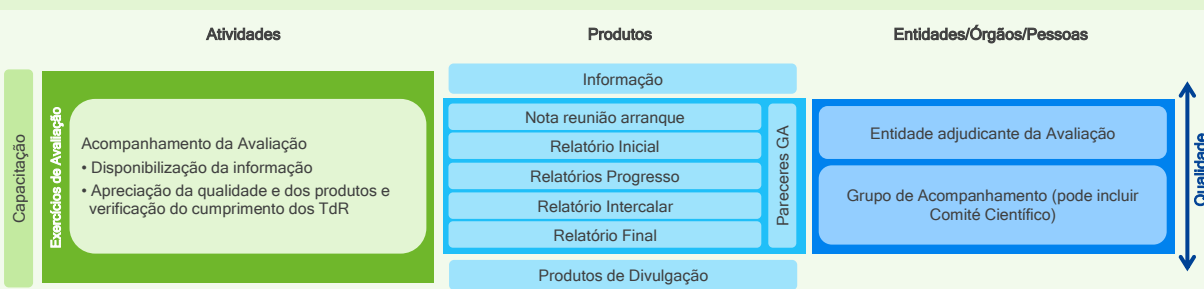 Atividades
Produtos
Entidades/Órgãos/Pessoas
Capacitação
Exercícios de Avaliação
Acompanhamento da Avaliação
• Disponibilização da informação
• Apreciação da qualidade e dos produtos e
verificação do cumprimento dos TdR
Informação
Nota reunião arranque
Relatório Inicial
Relatórios Progresso
Relatório Intercalar
Relatório Final
Pareceres GA
Produtos de Divulgação
Entidade adjudicante da Avaliação
Grupo de Acompanhamento (pode incluir
Comité Científico)
Qualidade